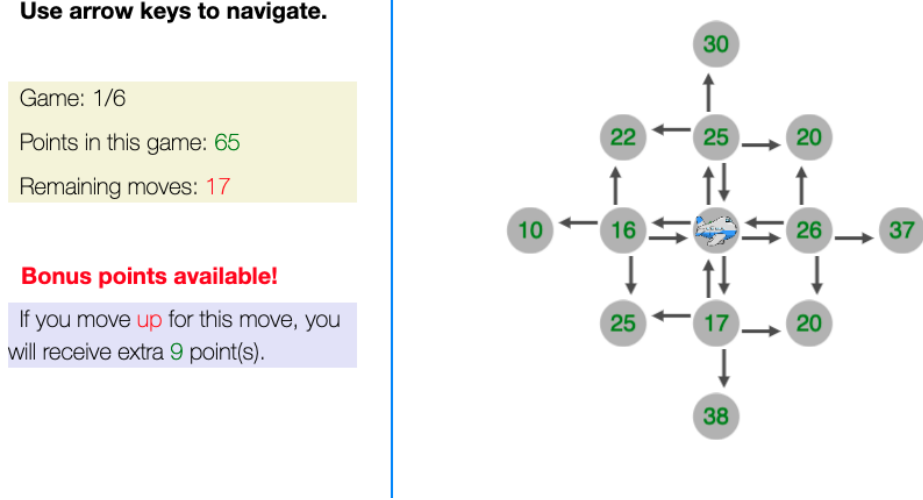 Use arrow keys to navigate.
Game: 1/6
Points in this game: 65
Remaining moves: 17
Bonus points available!
If you move up for this move, you
will receive extra 9 point(s).
30
22 25 20
10 16 26 37
25 17 20
38